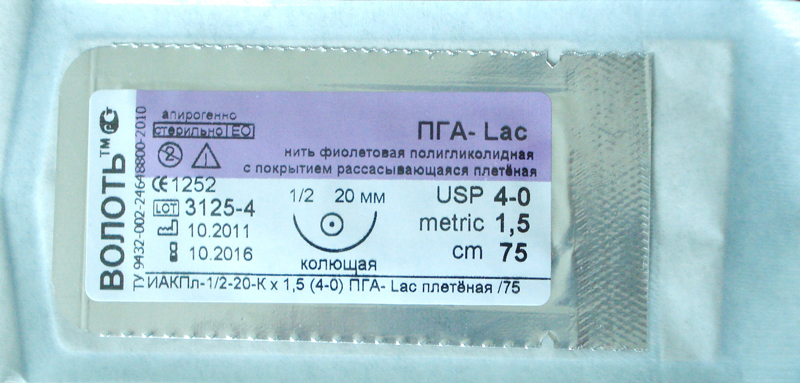 ВОЛОТЬ™
ТУ 9432-002-24648800-2010
апирогенно
стерильно EO
ПГА- Lac
нить фиолетовая полигликолидная
с покрытием рассасывающаяся плетёная
CE 1252
LOT 3125-4
10.2011
10.2016
1/2 20 мм
колющая
USP 4-0
metric 1,5
cm 75
ИАКПл-1/2-20-К х 1,5 (4-0) ПГА- Lac плетёная /75